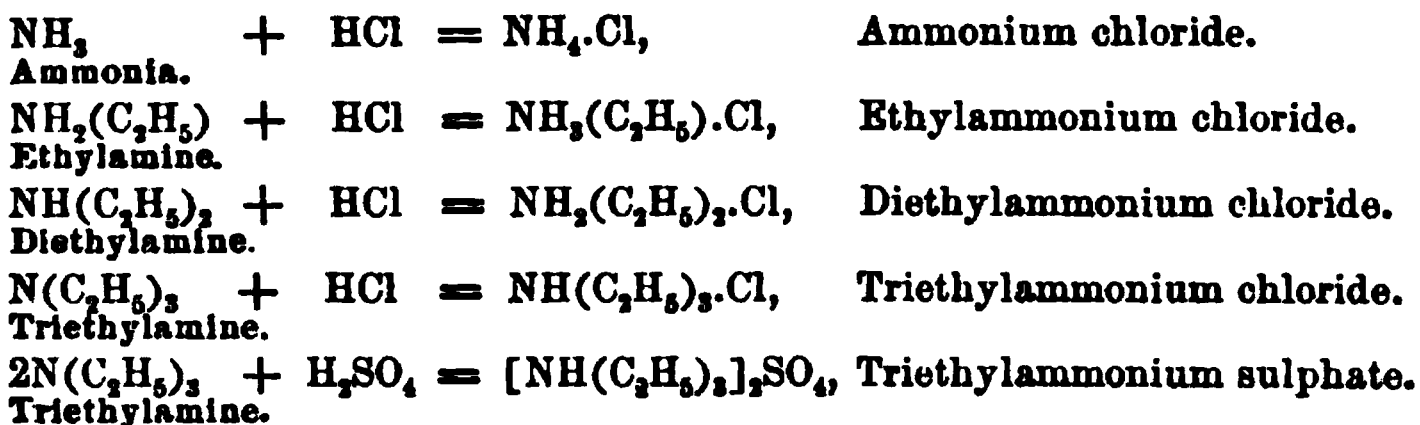 NH₃ + HCl = NH₄.Cl, Ammonium chloride.
Ammonia.
NH₂(C₂H₅) + HCl = NH₃(C₂H₅).Cl, Ethylammonium chloride.
Ethylamine.
NH(C₂H₅)₂ + HCl = NH₂(C₂H₅)₂.Cl, Diethylammonium chloride.
Diethylamine.
N(C₂H₅)₃ + HCl = NH(C₂H₅)₃.Cl, Triethylammonium chloride.
Triethylamine.
2N(C₂H₅)₃ + H₂SO₄ = [NH(C₂H₅)₃]₂SO₄, Triethylammonium sulphate.
Triethylamine.